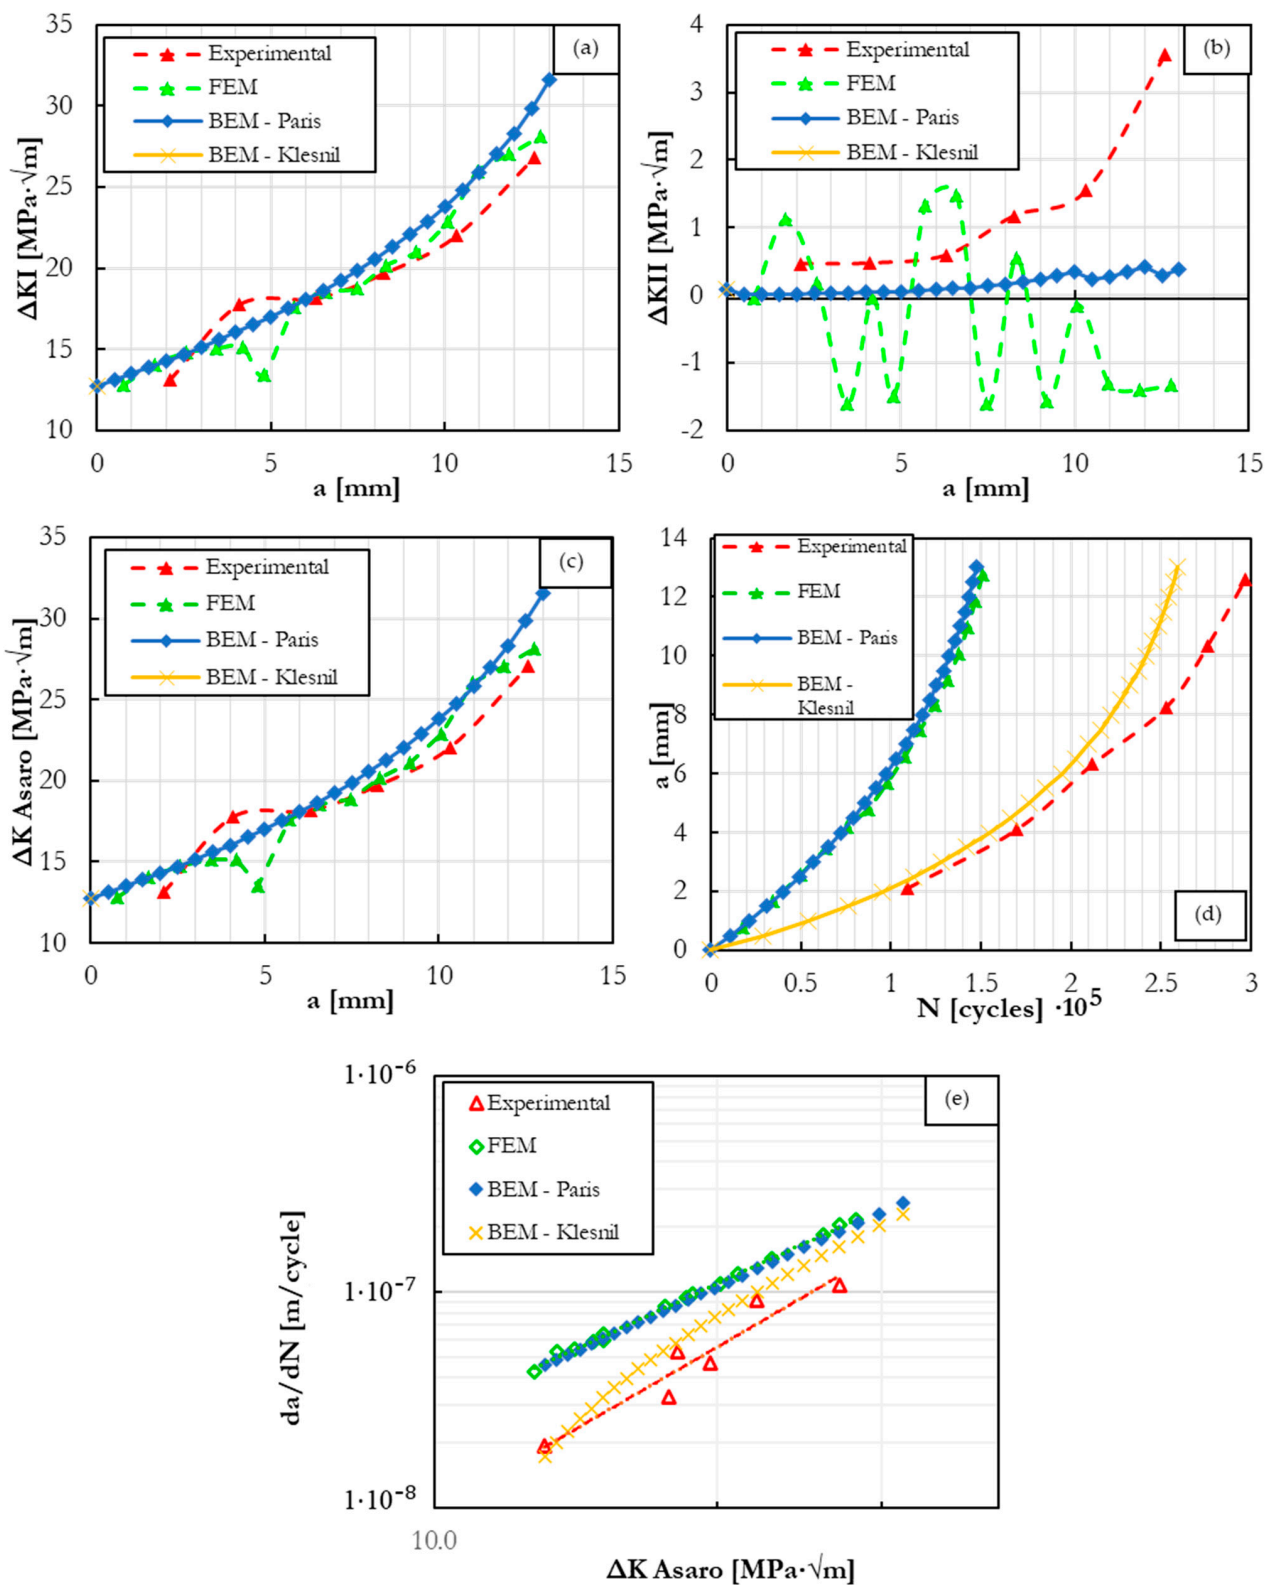 35
30
25
20
15
10
ΔKI [MPa·√m]
Experimental
FEM
BEM - Paris
BEM - Klesnil
(a)
0
5
10
15
a [mm]
4
3
2
1
0
-1
-2
ΔKII [MPa·√m]
Experimental
FEM
BEM - Paris
BEM - Klesnil
(b)
0
5
10
15
a [mm]
35
30
25
20
15
10
ΔK Asaro [MPa·√m]
Experimental
FEM
BEM - Paris
BEM - Klesnil
(c)
0
5
10
15
a [mm]
14
12
10
8
6
4
2
0
a [mm]
Experimental
FEM
BEM - Paris
BEM -
Klesnil
(d)
0
0.5
1
1.5
2
2.5
3
N [cycles] ·10⁵
1·10⁻⁶
1·10⁻⁷
1·10⁻⁸
da/dN [m/cycle]
Experimental
FEM
BEM - Paris
BEM - Klesnil
(e)
10.0
ΔK Asaro [MPa·√m]